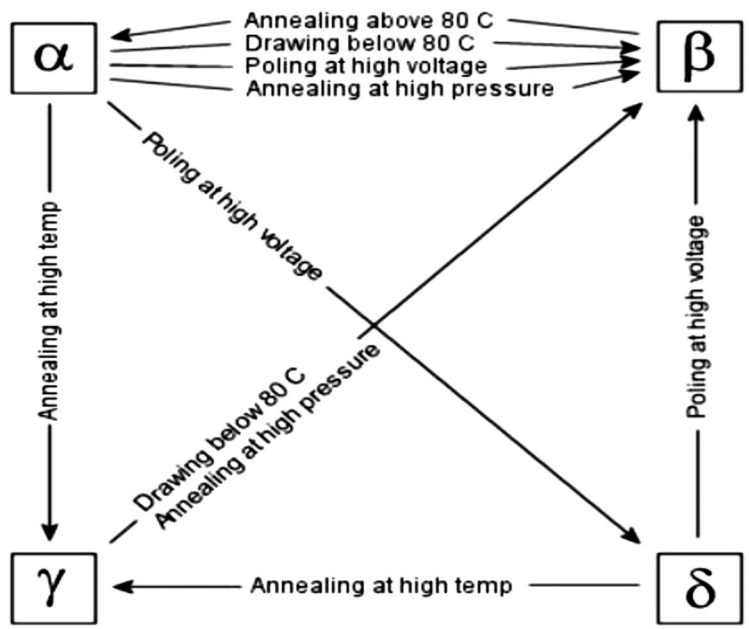 α
Annealing above 80 C
Drawing below 80 C
Poling at high voltage
Annealing at high pressure
β
Poling at high voltage
Annealing at high temp
Poling at high voltage
Drawing below 80 C
Annealing at high pressure
γ
Annealing at high temp
δ